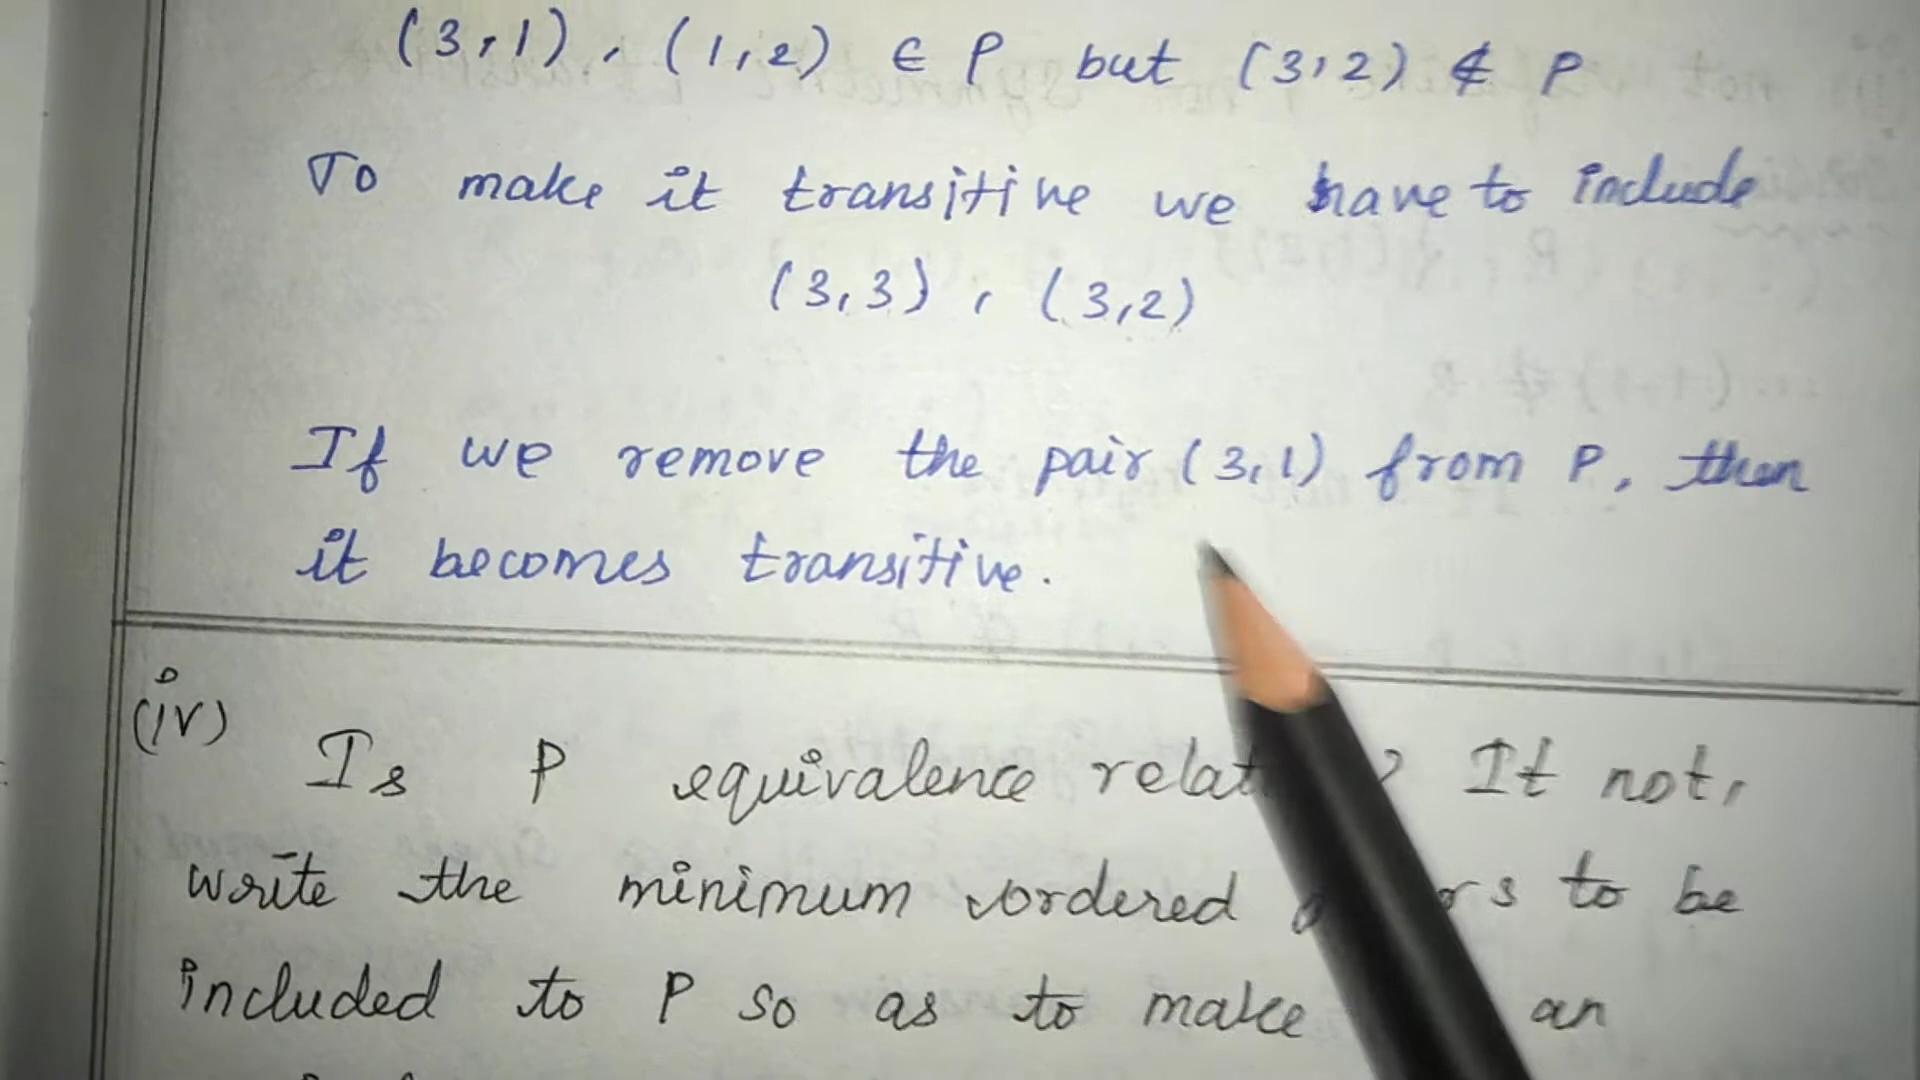 (3,1), (1,2) ∈ P but (3,2) ∉ P
To make it transitive we have to include
(3,3), (3,2)
If we remove the pair (3,1) from P, then
it becomes transitive.
(iv) Is P equivalence relat ? It not,
write the minimum ordered rs to be
included to P so as to make an